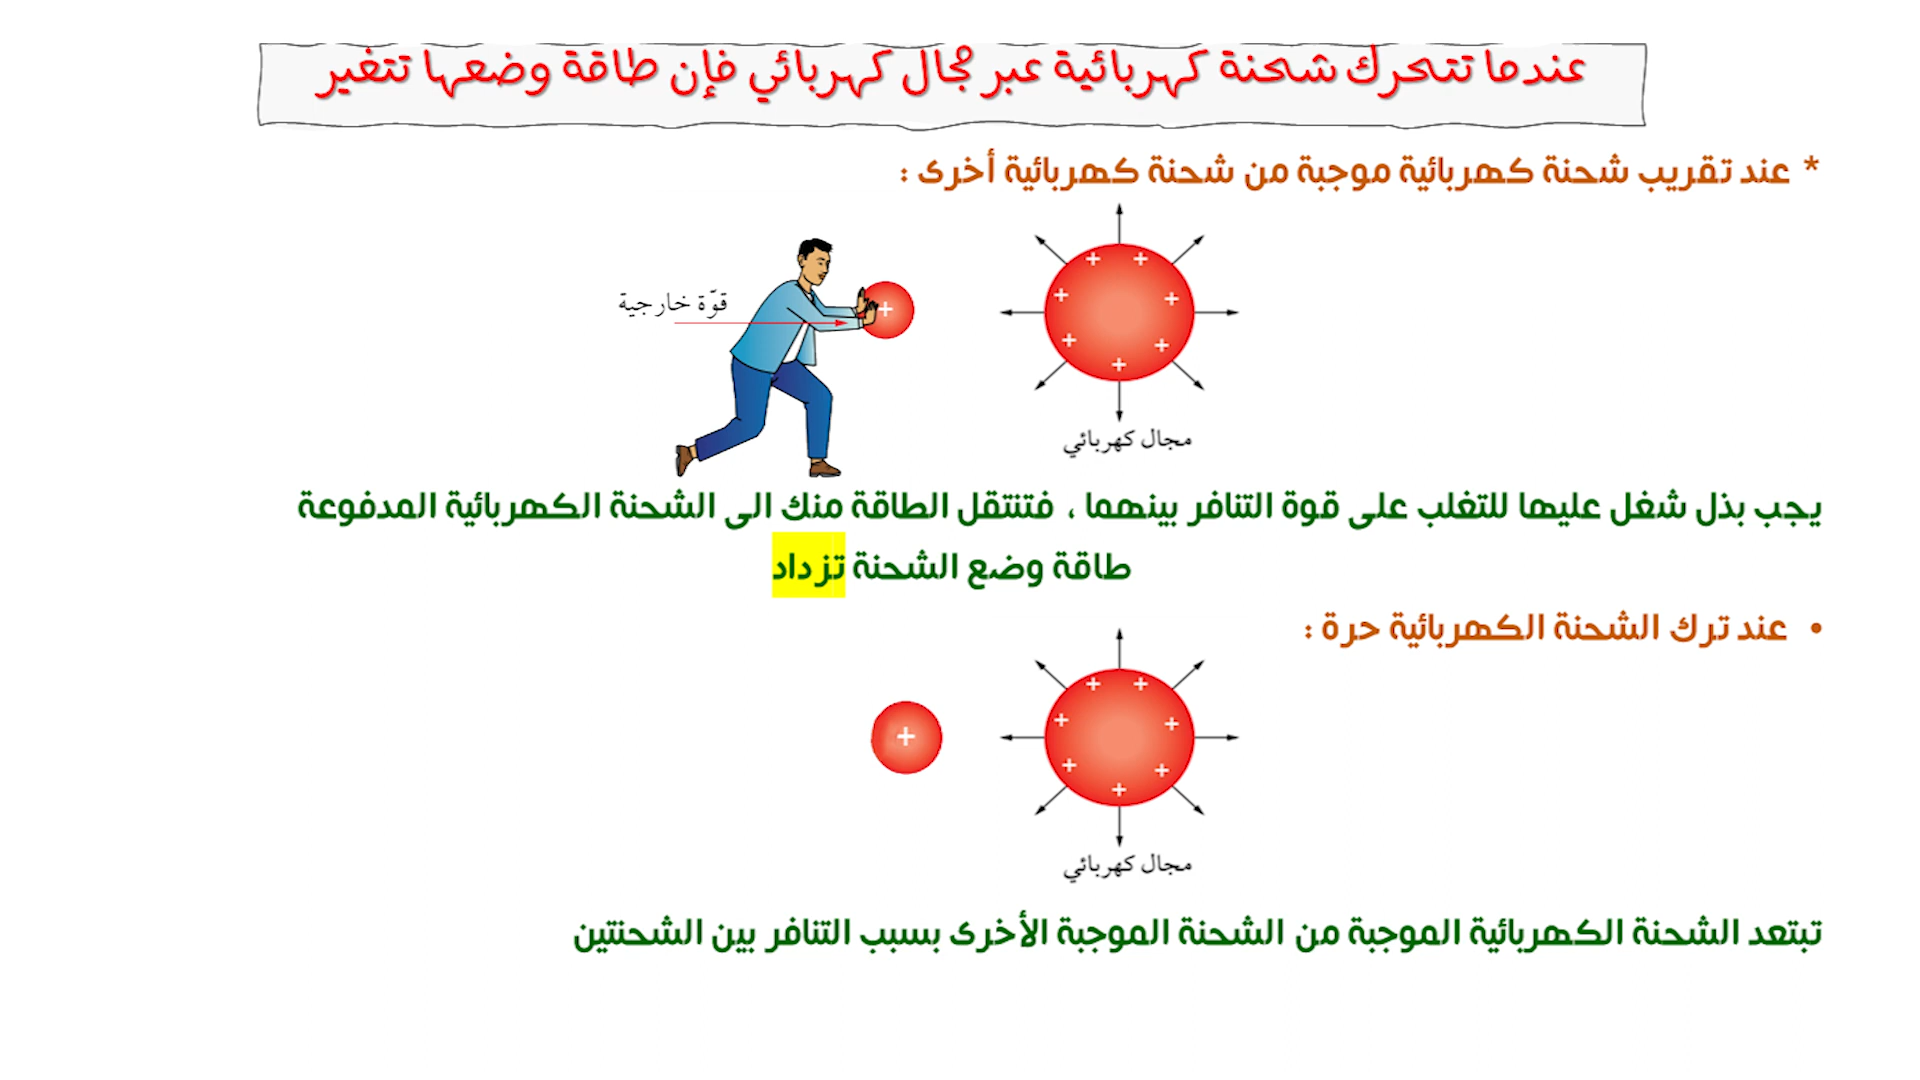 عندما تتحرك شحنة كهربائية عبر مجال كهربائي فإن طاقة وضعها تتغير
* عند تقريب شحنة كهربائية موجبة من شحنة كهربائية أخرى :
+ +
+ +
+ +
+
+
قوّة خارجية
مجال كهربائي
يجب بذل شغل عليها للتغلب على قوة التنافر بينهما ، فتنتقل الطاقة منك الى الشحنة الكهربائية المدفوعة
طاقة وضع الشحنة تزداد
• عند ترك الشحنة الكهربائية حرة :
+ +
+ +
+ +
+
+
مجال كهربائي
تبتعد الشحنة الكهربائية الموجبة من الشحنة الموجبة الأخرى بسبب التنافر بين الشحنتين